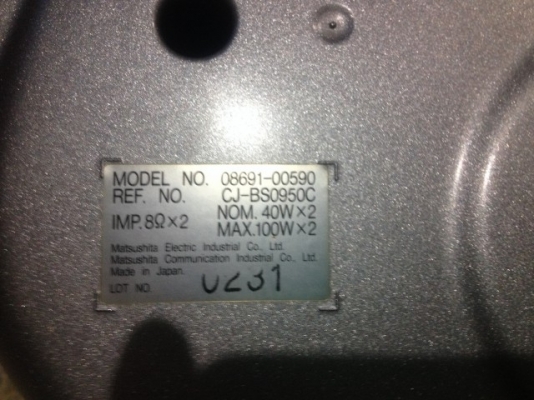 MODEL NO. 08691-00590
REF. NO. CJ-BS0950C
IMP. 8Ω×2 NOM. 40W×2
MAX.100W×2
Matsushita Electric Industrial Co., Ltd.
Matsushita Communication Industrial Co., Ltd.
Made in Japan.
LOT NO. 0231